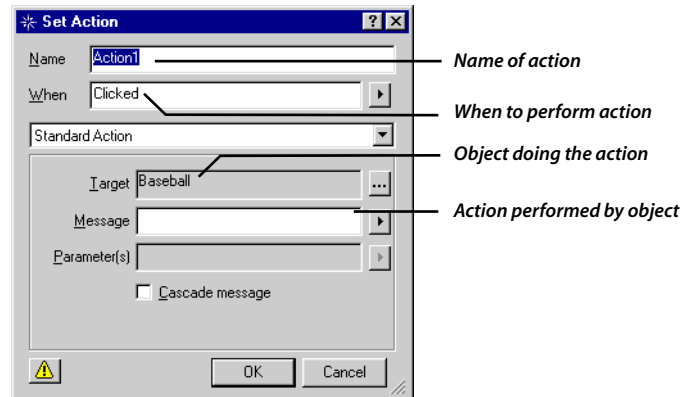 Set Action
Name Action1 Name of action
When Clicked When to perform action
Standard Action
Object doing the action
Target Baseball ...
Message Action performed by object
Parameter(s)
Cascade message
OK Cancel